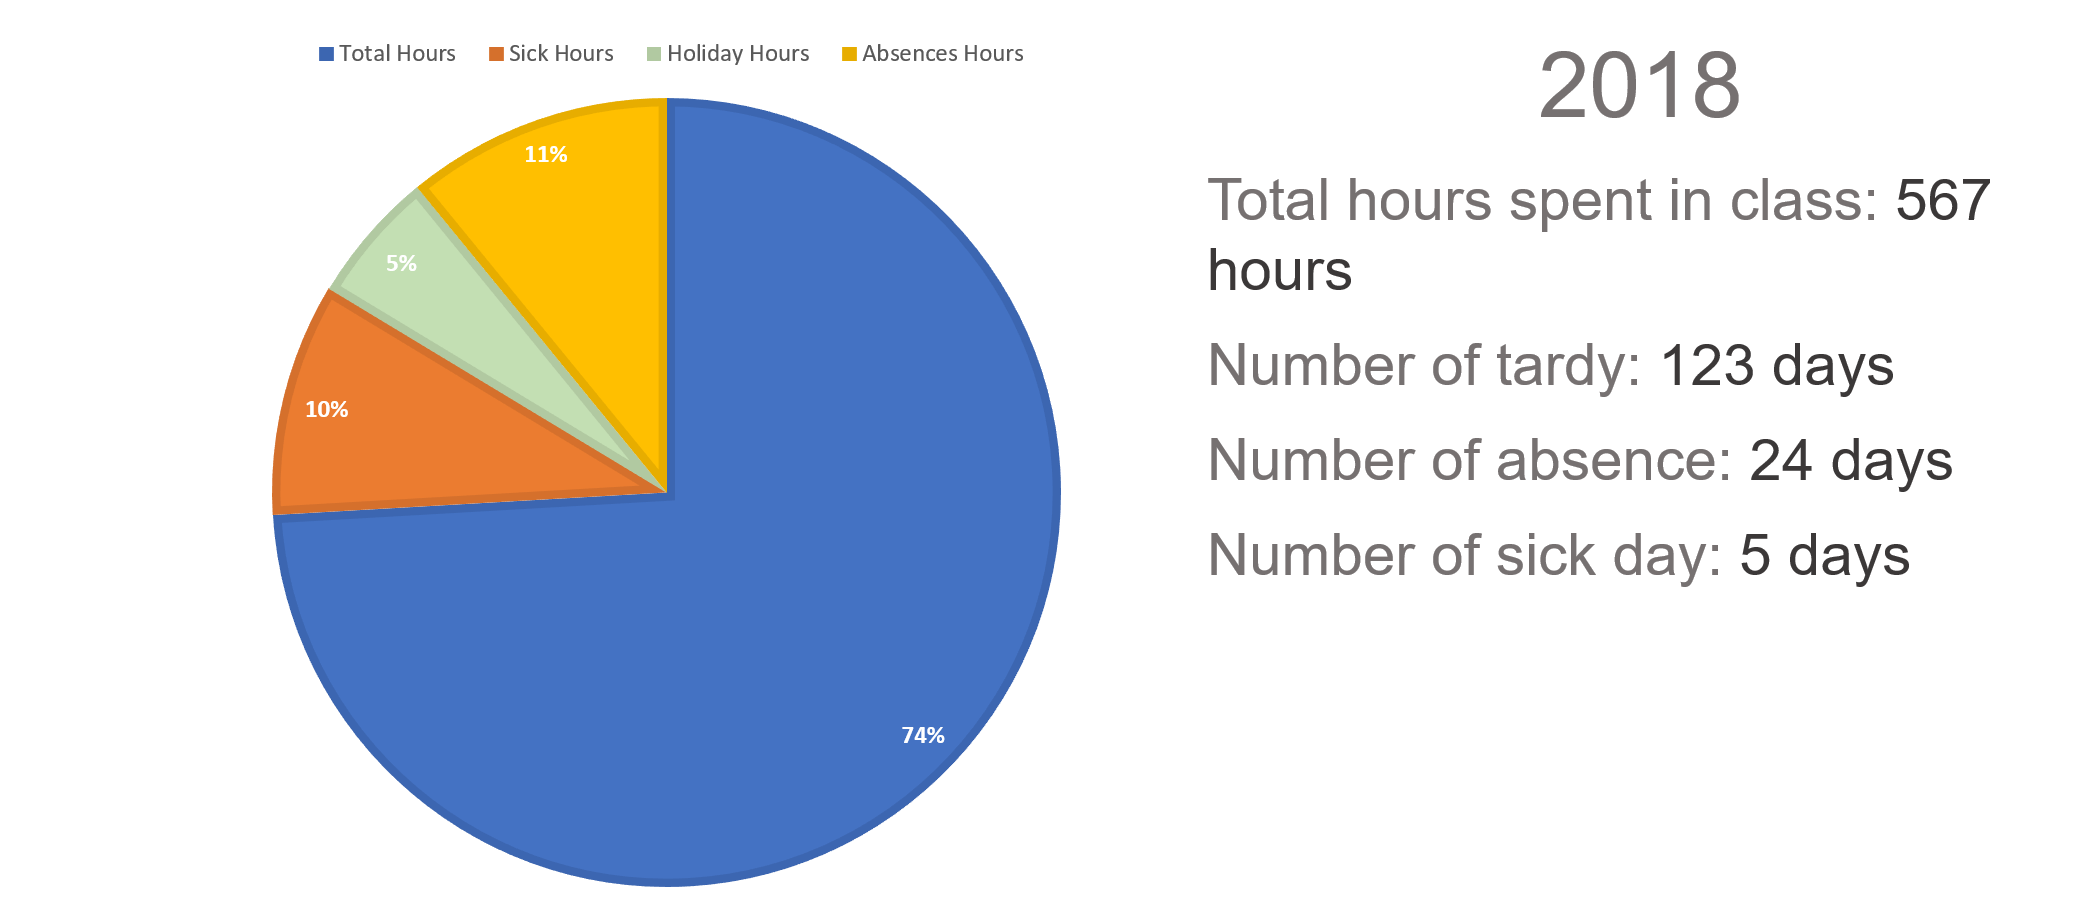 Total Hours Sick Hours Holiday Hours Absences Hours
11%
5%
10%
74%
2018
Total hours spent in class: 567
hours
Number of tardy: 123 days
Number of absence: 24 days
Number of sick day: 5 days